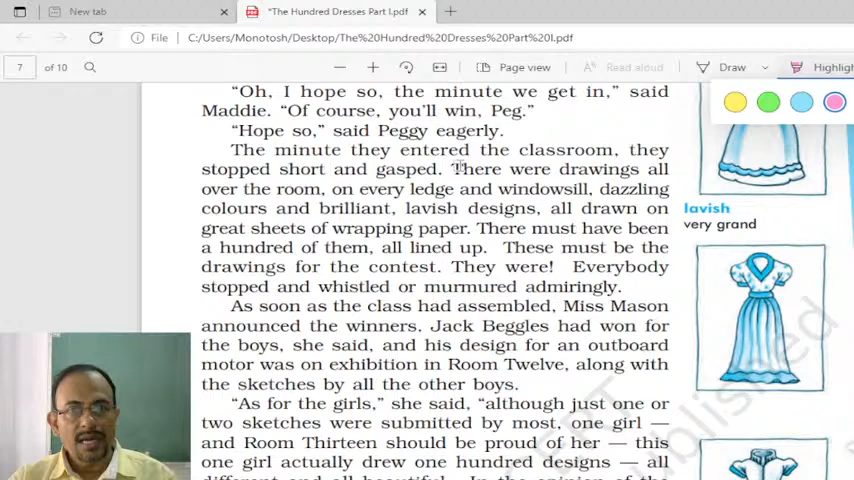 New tab
"The Hundred Dresses Part I.pdf
File C:/Users/Monotosh/Desktop/The%20Hundred%20Dresses%20Part%20I.pdf
7 of 10 Page view Read aloud Draw Highligh
"Oh, I hope so, the minute we get in," said
Maddie. "Of course, you'll win, Peg."
"Hope so," said Peggy eagerly.
The minute they entered the classroom, they
stopped short and gasped. There were drawings all
over the room, on every ledge and windowsill, dazzling
colours and brilliant, lavish designs, all drawn on
great sheets of wrapping paper. There must have been
a hundred of them, all lined up. These must be the
drawings for the contest. They were! Everybody
stopped and whistled or murmured admiringly.
As soon as the class had assembled, Miss Mason
announced the winners. Jack Beggles had won for
the boys, she said, and his design for an outboard
motor was on exhibition in Room Twelve, along with
the sketches by all the other boys.
"As for the girls," she said, "although just one or
two sketches were submitted by most, one girl —
and Room Thirteen should be proud of her — this
one girl actually drew one hundred designs — all
different and all beautiful. In the opinion of the
lavish
very grand